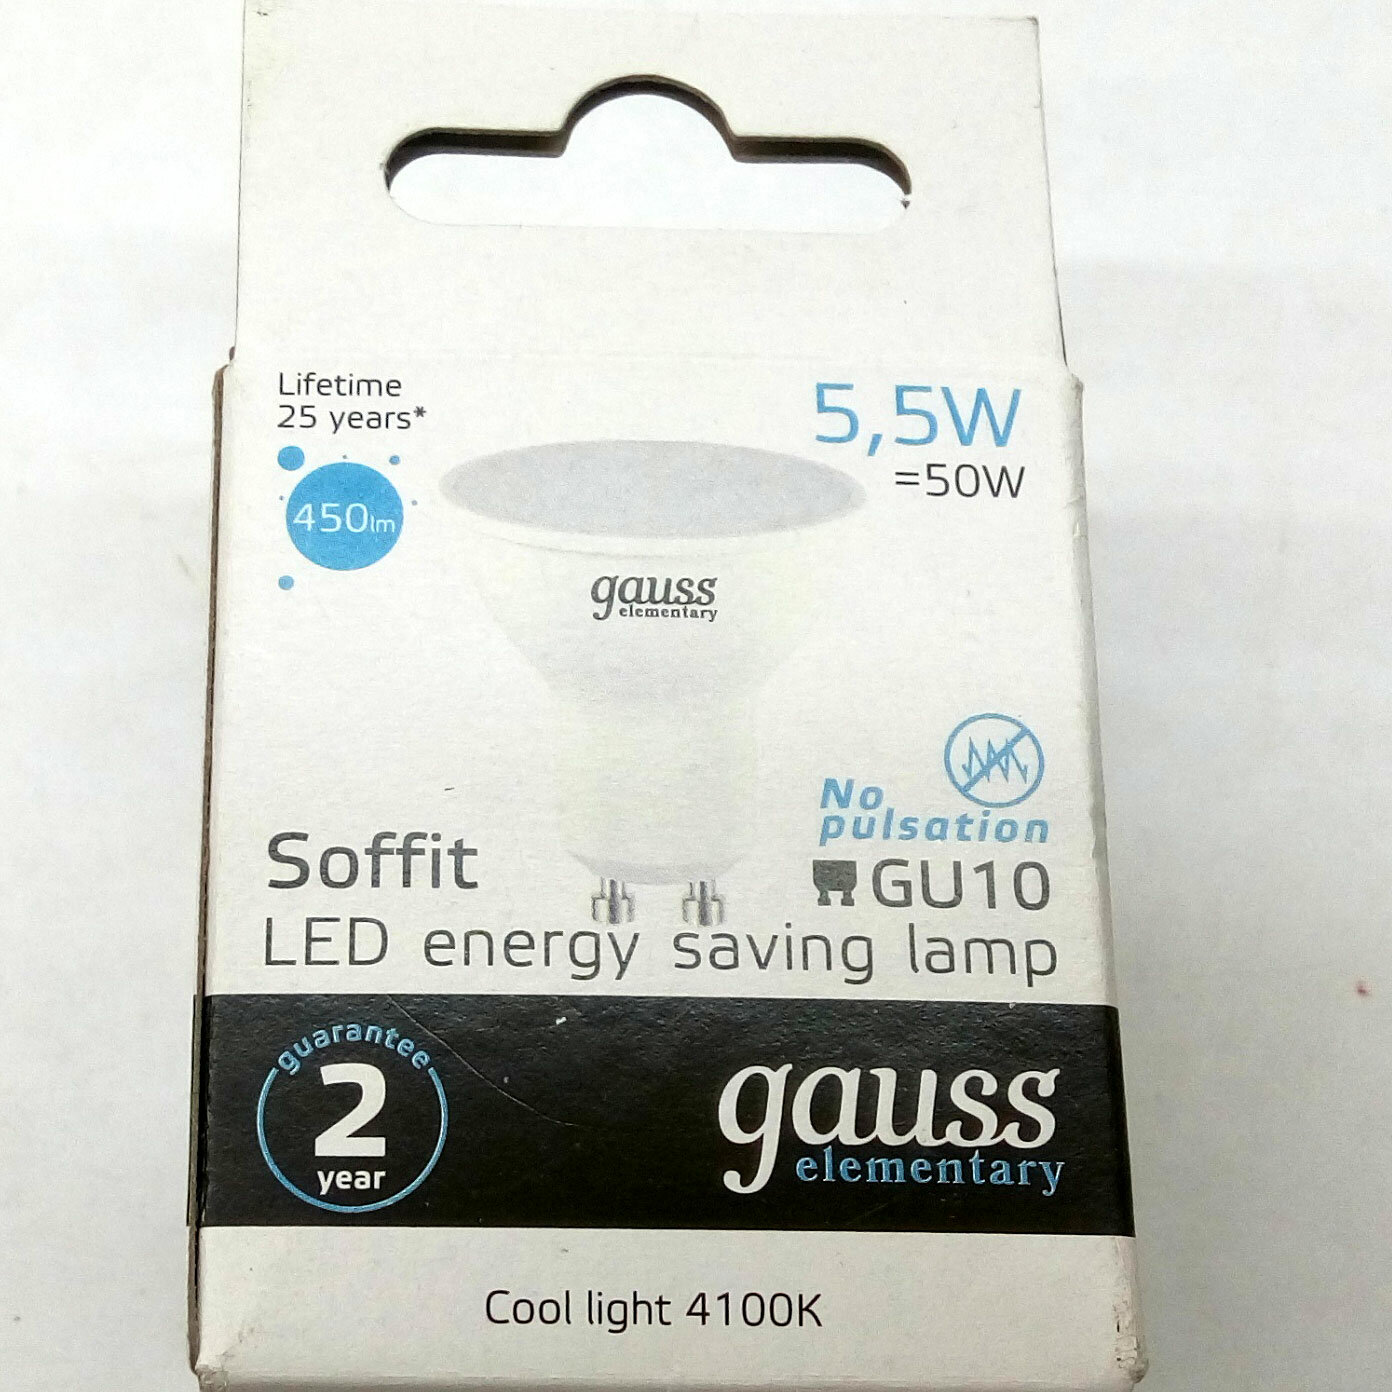 Lifetime
25 years*
450lm
5,5W
=50W
gauss
elementary
No
pulsation
GU10
Soffit
LED energy saving lamp
guarantee
2
year
gauss
elementary
Cool light 4100K